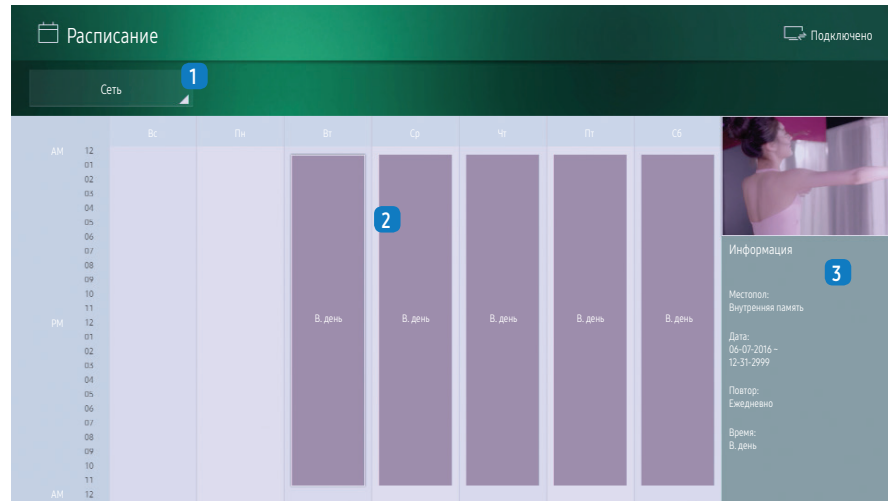 Расписание
Подключено
Сеть
1
Вс Пн Вт Ср Чт Пт Сб
AM 12
01
02
03
04
05
06
07
08
09
10
11
PM 12
01
02
03
04
05
06
07
08
09
10
11
AM 12
2
В. день В. день В. день В. день В. день
Информация
3
Местопол:
Внутренняя память
Дата:
06-07-2016 ~
12-31-2999
Повтор:
Ежедневно
Время:
В. день